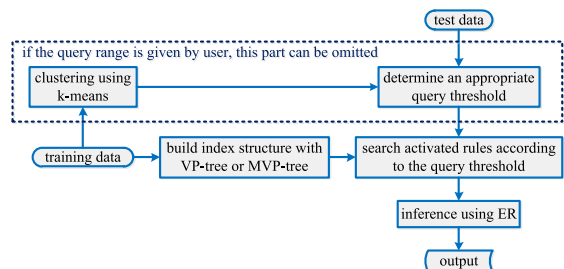 test data
if the query range is given by user, this part can be omitted
clustering using
k-means
determine an appropriate
query threshold
training data
build index structure with
VP-tree or MVP-tree
search activated rules according
to the query threshold
inference using ER
output